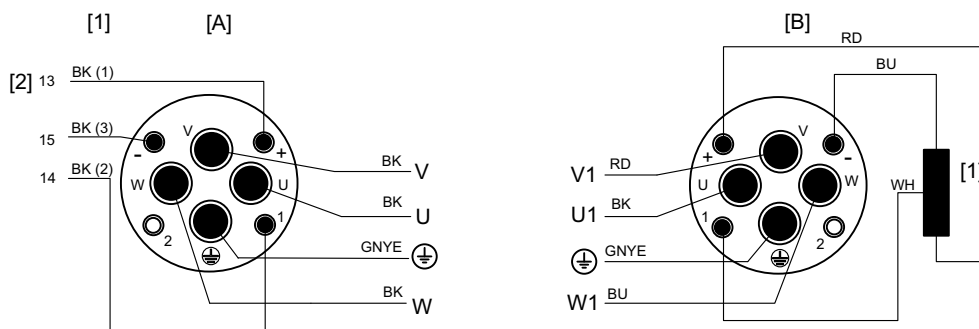 [1] [A] [B]
RD
[2] 13 BK (1) BU
15 BK (3) V V
- + + -
BK V V1 RD
14 BK (2) W U U W WH [1]
BK U U1 BK
1 1
2 2
GNYE GNYE
BK W W1 BU